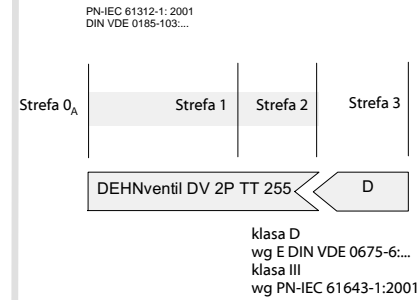 PN-IEC 61312-1: 2001
DIN VDE 0185-103:...
Strefa 0A
Strefa 1
Strefa 2
Strefa 3
DEHNventil DV 2P TT 255
D
klasa D
wg E DIN VDE 0675-6:...
klasa III
wg PN-IEC 61643-1:2001